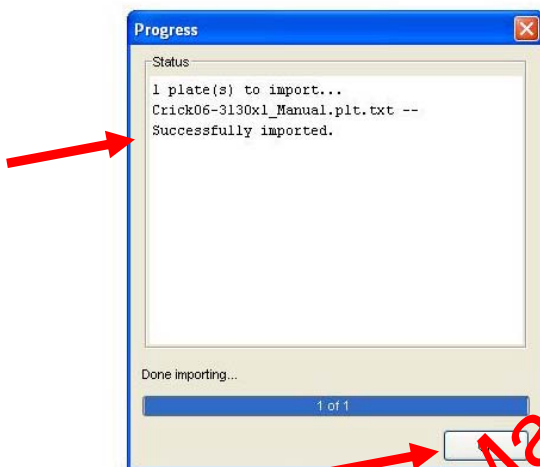 Progress
Status
1 plate(s) to import...
Crick06-3130xl_Manual.plt.txt --
Successfully imported.
Done importing...
1 of 1